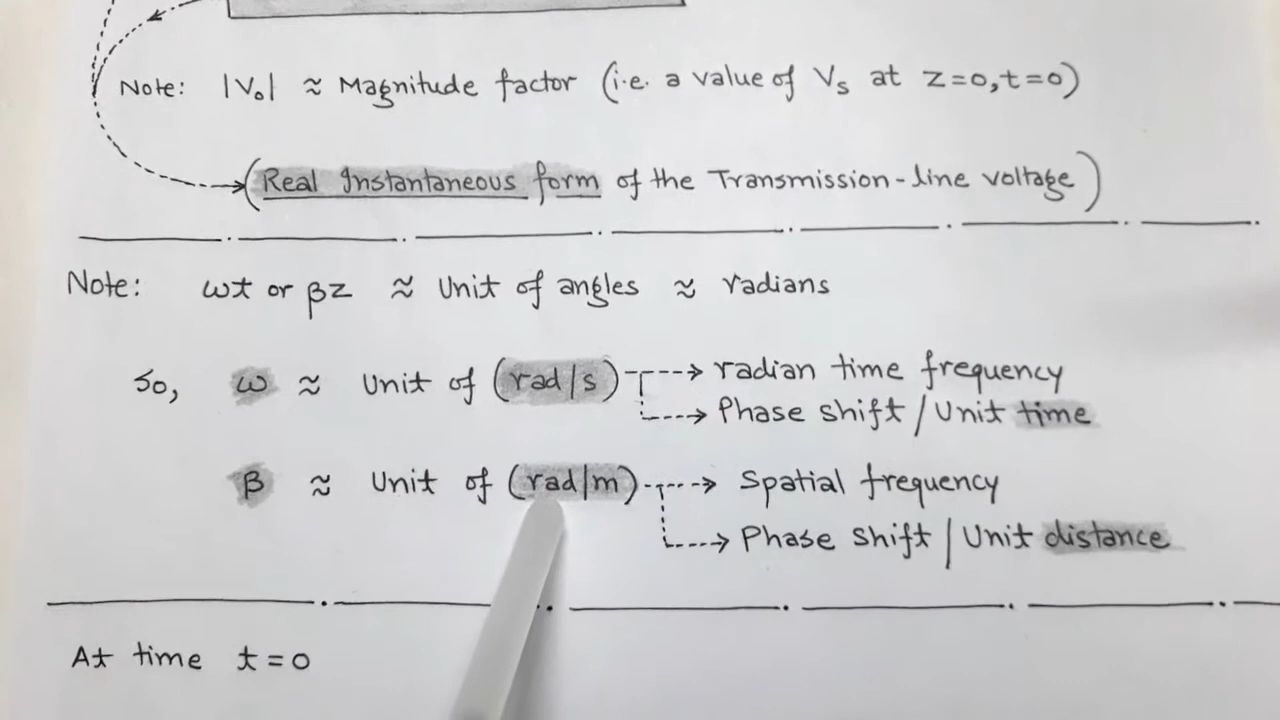 Note: |V₀| ≈ Magnitude factor (i.e. a value of Vs at z=0, t=0)
(Real Instantaneous form of the Transmission-line voltage)
Note: ωt or βz ≈ Unit of angles ≈ radians
So, ω ≈ Unit of (rad/s) → radian time frequency
→ Phase shift / Unit time
β ≈ Unit of (rad/m) → Spatial frequency
→ Phase shift / Unit distance
At time t=0